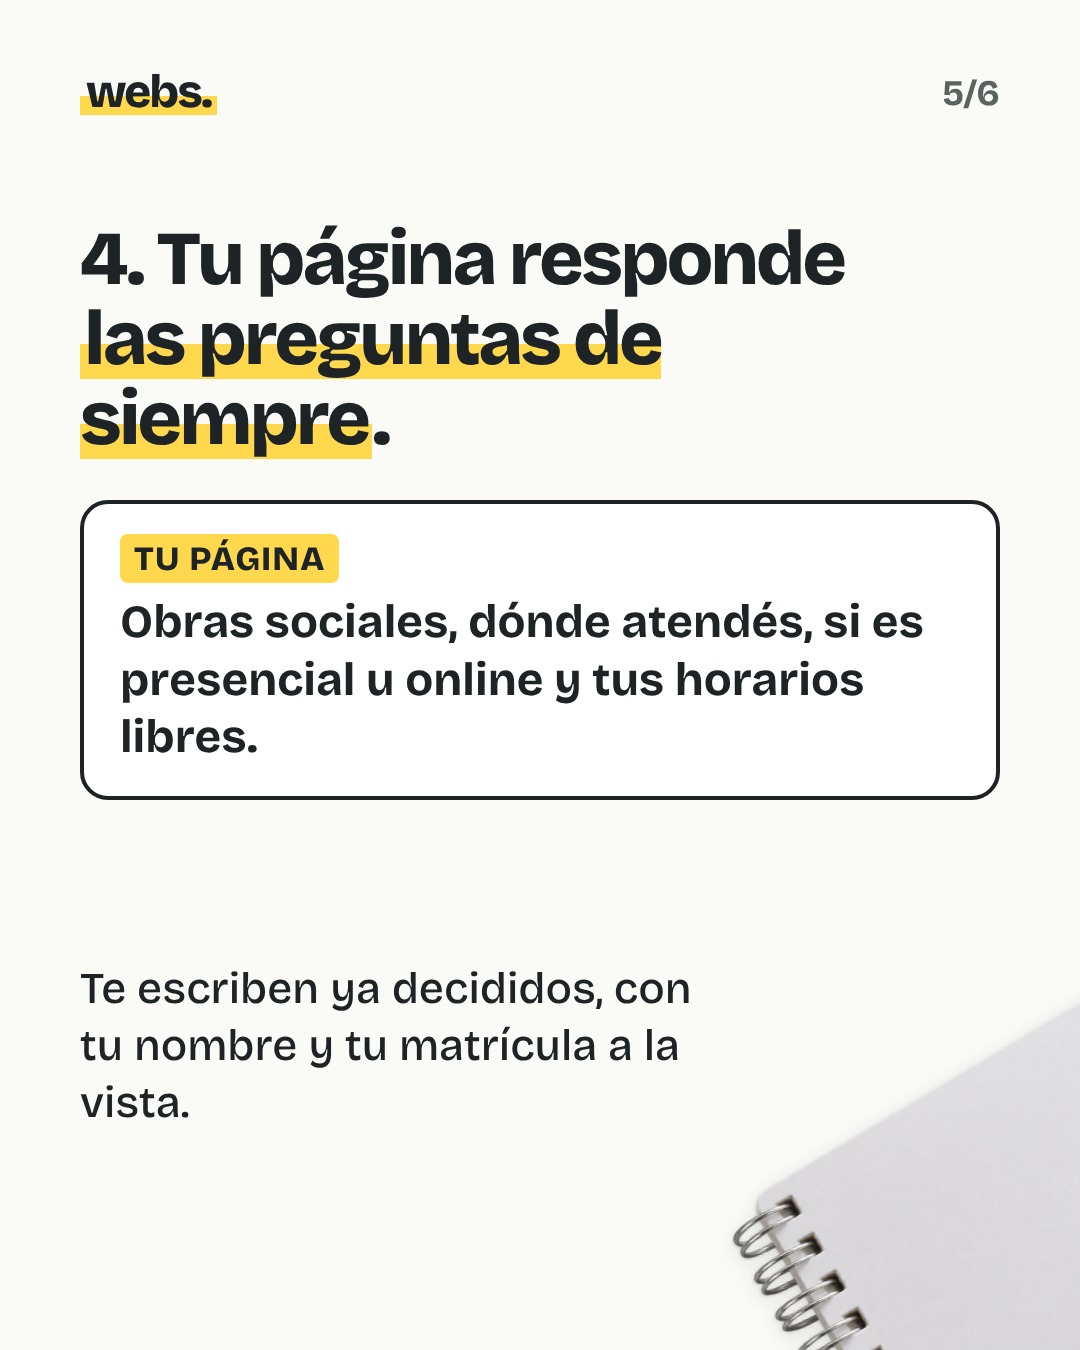 webs.
5/6
4. Tu página responde
las preguntas de
siempre.
TU PÁGINA
Obras sociales, dónde atendés, si es
presencial u online y tus horarios
libres.
Te escriben ya decididos, con
tu nombre y tu matrícula a la
vista.